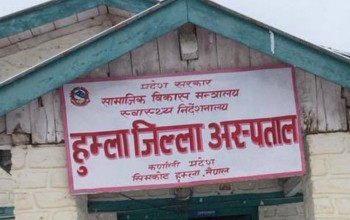 प्रदेश सरकार
सामाजिक विकास मन्त्रालय
स्वास्थ्य निर्देशनालय
हुम्ला जिल्ला अस्पताल
कर्णाली प्रदेश
सिमकोट हुम्ला, नेपाल